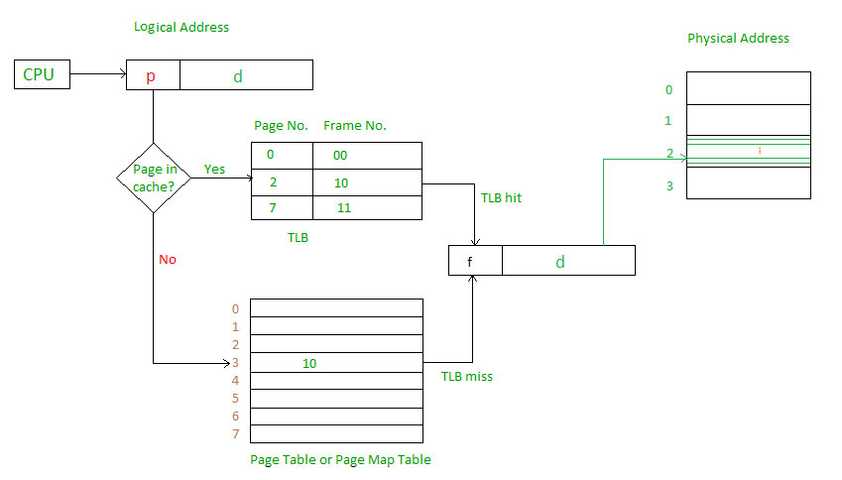 Logical Address
Physical Address
CPU
p d
0
1
2
3
Page No. Frame No.
Page in
cache?
Yes
0 00
2 10
7 11
TLB
TLB hit
No
f d
0
1
2
3 10
4
5
6
7
TLB miss
Page Table or Page Map Table